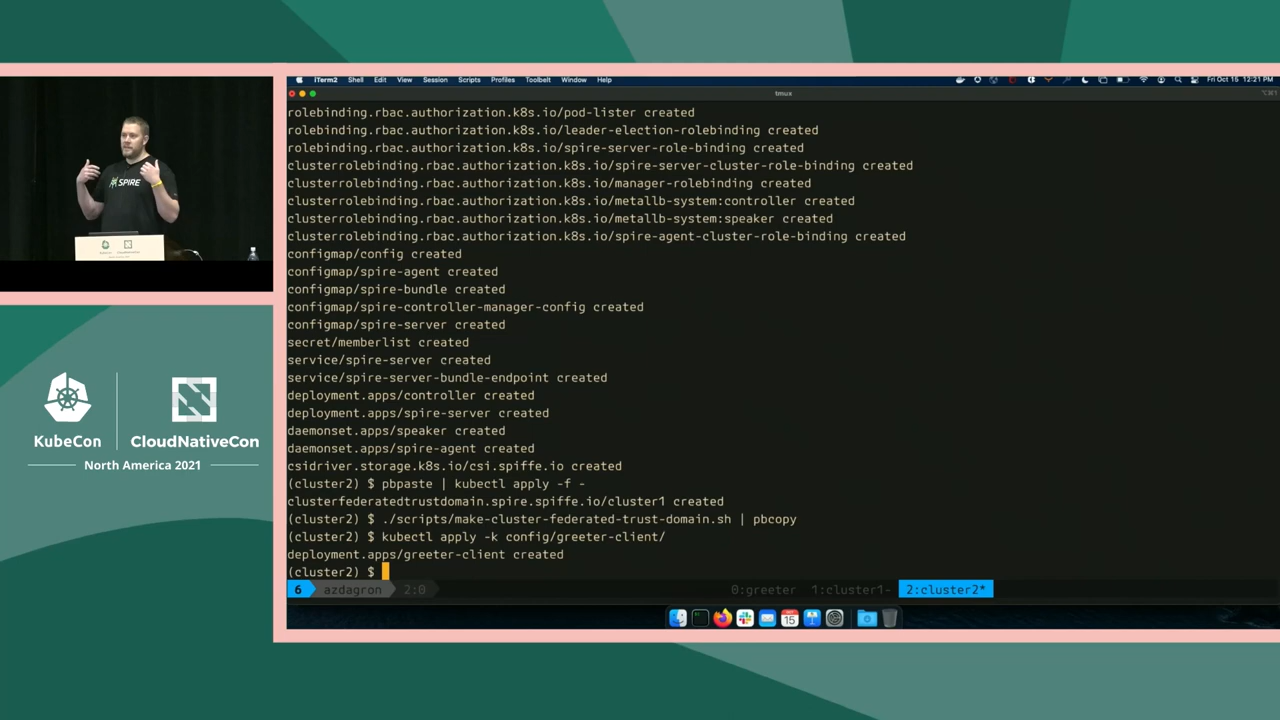 iTerm2 Shell Edit View Session Scripts Profiles Toolbelt Window Help
Fri Oct 15 12:21 PM
tmux
rolebinding.rbac.authorization.k8s.io/pod-lister created
rolebinding.rbac.authorization.k8s.io/leader-election-rolebinding created
rolebinding.rbac.authorization.k8s.io/spire-server-role-binding created
clusterrolebinding.rbac.authorization.k8s.io/spire-server-cluster-role-binding created
clusterrolebinding.rbac.authorization.k8s.io/manager-rolebinding created
clusterrolebinding.rbac.authorization.k8s.io/metallb-system:controller created
clusterrolebinding.rbac.authorization.k8s.io/metallb-system:speaker created
clusterrolebinding.rbac.authorization.k8s.io/spire-agent-cluster-role-binding created
configmap/config created
configmap/spire-agent created
configmap/spire-bundle created
configmap/spire-controller-manager-config created
configmap/spire-server created
secret/memberlist created
service/spire-server created
service/spire-server-bundle-endpoint created
deployment.apps/controller created
deployment.apps/spire-server created
daemonset.apps/speaker created
daemonset.apps/spire-agent created
csidriver.storage.k8s.io/csi.spiffe.io created
(cluster2) $ pbpaste | kubectl apply -f -
clusterfederatedtrustdomain.spire.spiffe.io/cluster1 created
(cluster2) $ ./scripts/make-cluster-federated-trust-domain.sh | pbcopy
(cluster2) $ kubectl apply -k config/greeter-client/
deployment.apps/greeter-client created
(cluster2) $
6 azdagron 2:0 0:greeter 1:cluster1- 2:cluster2*
15
SPIRE
KubeCon
CloudNativeCon
North America 2021